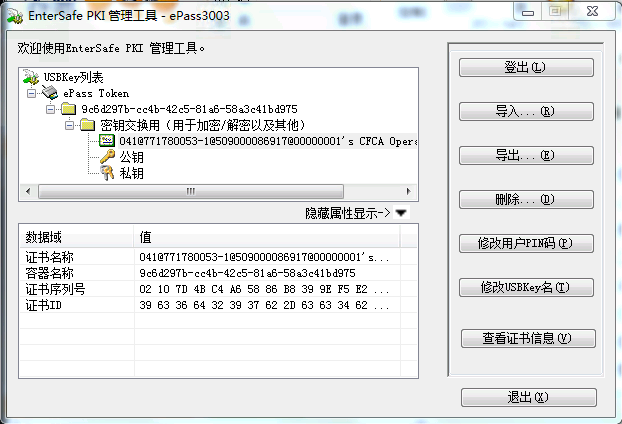 EnterSafe PKI 管理工具 - ePass3003
欢迎使用EnterSafe PKI 管理工具。
USBKey列表
ePass Token
9c6d297b-cc4b-42c5-81a6-58a3c41bd975
密钥交换用（用于加密/解密以及其他）
041@771780053-1@509000086917@00000001's CFCA Opera
公钥
私钥
隐藏属性显示->
数据域 值
证书名称 041@771780053-1@509000086917@00000001's...
容器名称 9c6d297b-cc4b-42c5-81a6-58a3c41bd975
证书序列号 02 10 7D 4B C4 A6 58 86 B8 39 9E F5 E2 ...
证书ID 39 63 36 64 32 39 37 62 2D 63 63 34 62 ...
登出(L)
导入...(R)
导出...(E)
删除...(D)
修改用户PIN码(P)
修改USBKey名(T)
查看证书信息(V)
退出(X)